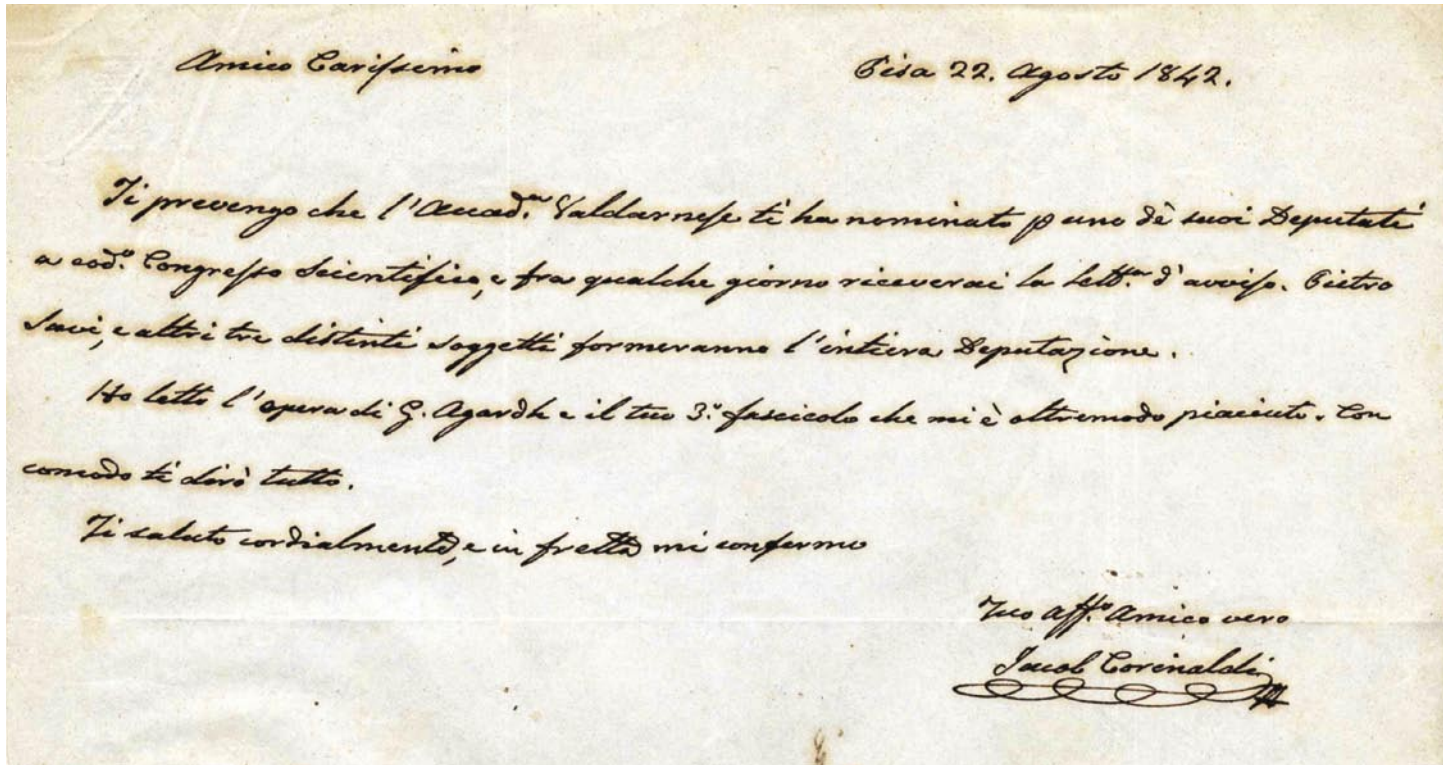 Amico Carissimo Pisa 22. Agosto 1842.
Ti prevengo che l'Accad.ᵃ Valdarnese ti ha nominato p uno dè suoi Deputati
a cod.º Congresso Scientifico, e fra qualche giorno riceverai la lett.ʳᵃ d'avviso. Pietro
Savi, e altri tre distinti soggetti formeranno l'intiera Deputazione.
Ho letto l'opera di G. Agardh e il tuo 3.º fascicolo che mi è oltremodo piaciuto. Con
comodo ti dirò tutto.
Ti saluto cordialmente, e in fretta mi confermo
Tuo Aff.º Amico vero
Jacob Corinaldi